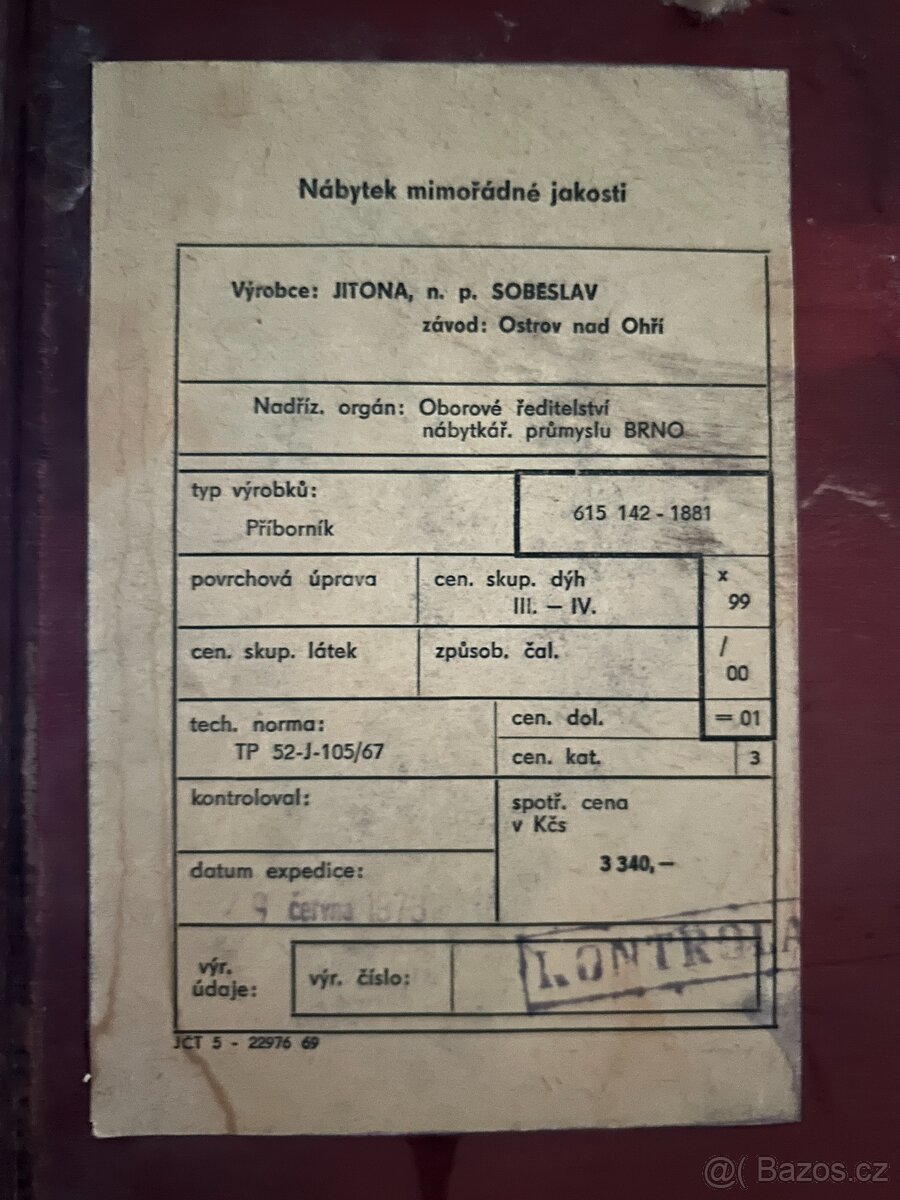 Nábytek mimořádné jakosti
Výrobce: JITONA, n. p. SOBESLAV
závod: Ostrov nad Ohří
Nadříz. orgán: Oborové ředitelství
nábytkář. průmyslu BRNO
typ výrobků:
Příborník
615 142 - 1881
povrchová úprava
cen. skup. dýh
III. — IV.
x
99
cen. skup. látek
způsob. čal.
/
00
tech. norma:
TP 52-J-105/67
cen. dol.
= 01
cen. kat.
3
kontroloval:
spotř. cena
v Kčs
3 340,—
datum expedice:
9 června
výr.
údaje:
výr. číslo:
KONTROLA
JCT 5 - 22976 69
@( Bazos.cz